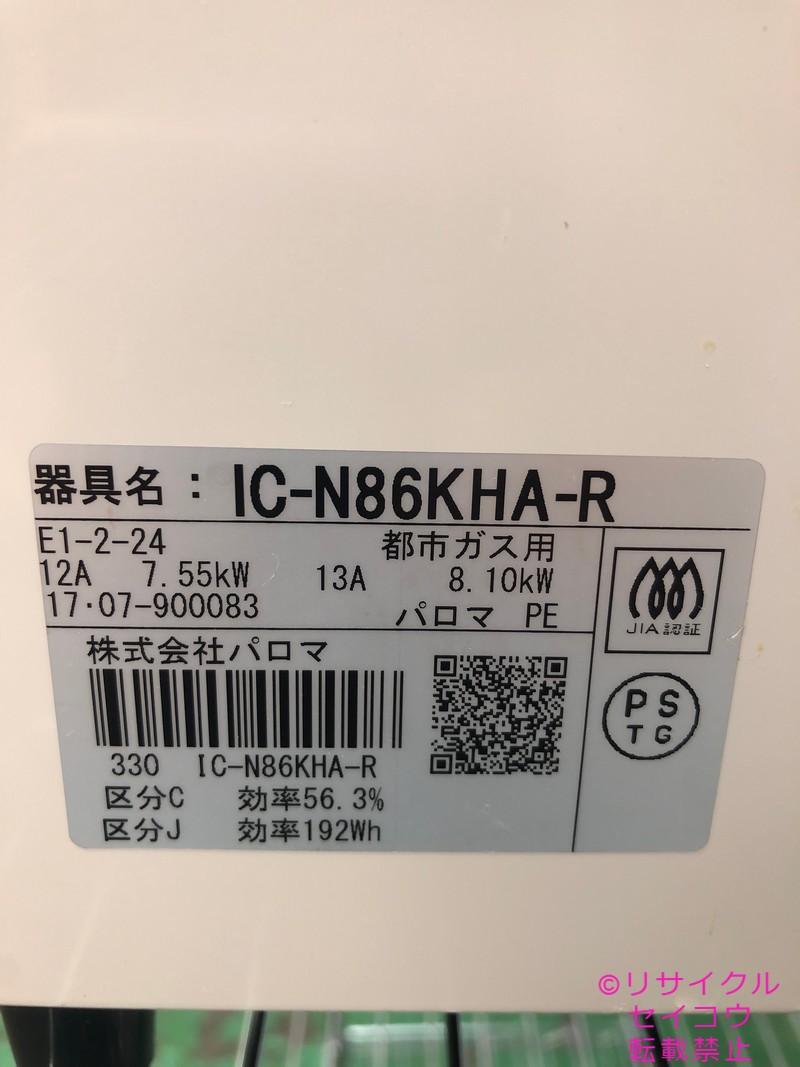 器具名：IC-N86KHA-R
E1-2-24 都市ガス用
12A 7.55kW 13A 8.10kW
17･07-900083 パロマ PE
株式会社パロマ
330 IC-N86KHA-R
区分C 効率56.3%
区分J 効率192Wh
JIA認証
PS
TG
©リサイクル
セイコウ
転載禁止